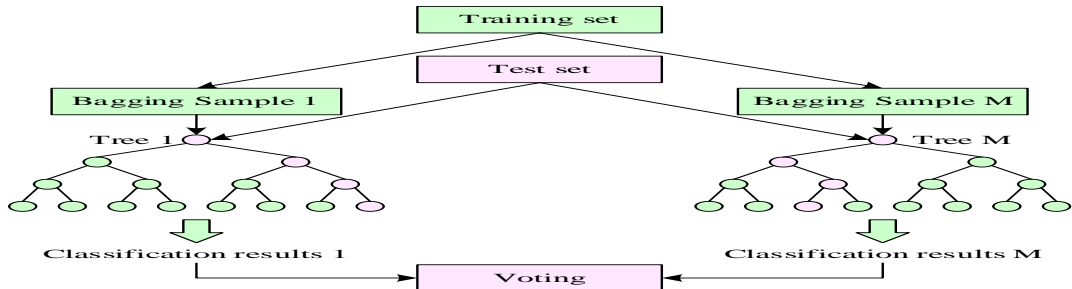 Training set
Test set
Bagging Sample 1
Bagging Sample M
Tree 1
Tree M
Classification results 1
Classification results M
Voting